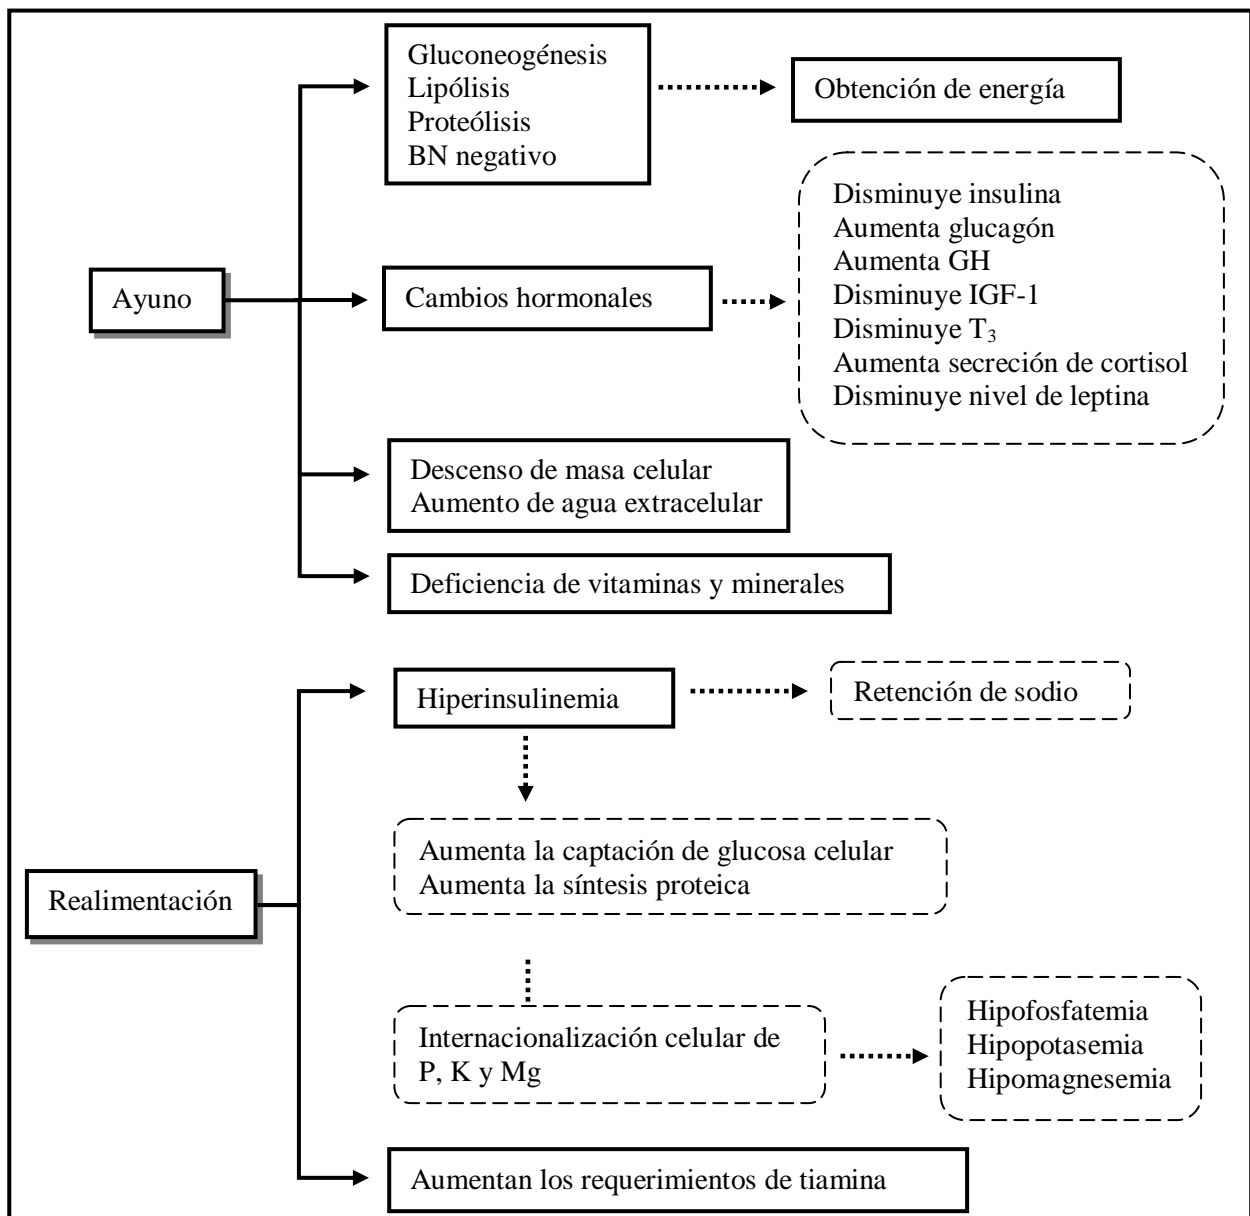 Gluconeogénesis
Lipólisis
Proteólisis
BN negativo
Obtención de energía
Ayuno
Cambios hormonales
Disminuye insulina
Aumenta glucagón
Aumenta GH
Disminuye IGF-1
Disminuye T₃
Aumenta secreción de cortisol
Disminuye nivel de leptina
Descenso de masa celular
Aumento de agua extracelular
Deficiencia de vitaminas y minerales
Realimentación
Hiperinsulinemia
Retención de sodio
Aumenta la captación de glucosa celular
Aumenta la síntesis proteica
Internacionalización celular de
P, K y Mg
Hipofosfatemia
Hipopotasemia
Hipomagnesemia
Aumentan los requerimientos de tiamina